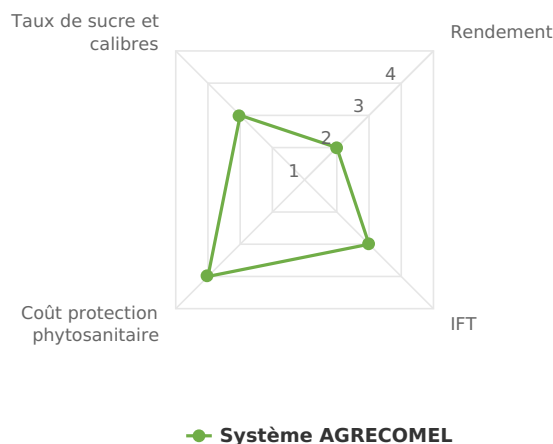 Taux de sucre et
calibres
Rendement
4
3
2
1
Coût protection
phytosanitaire
IFT
Système AGRECOMEL